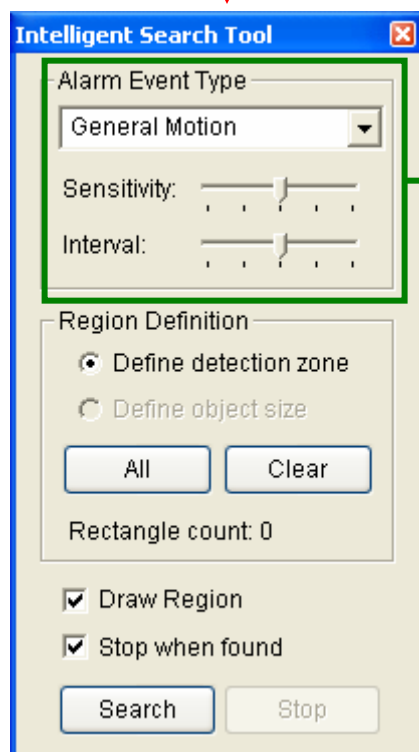 Intelligent Search Tool
Alarm Event Type
General Motion
Sensitivity:
Interval:
Region Definition
Define detection zone
Define object size
All Clear
Rectangle count: 0
Draw Region
Stop when found
Search Stop